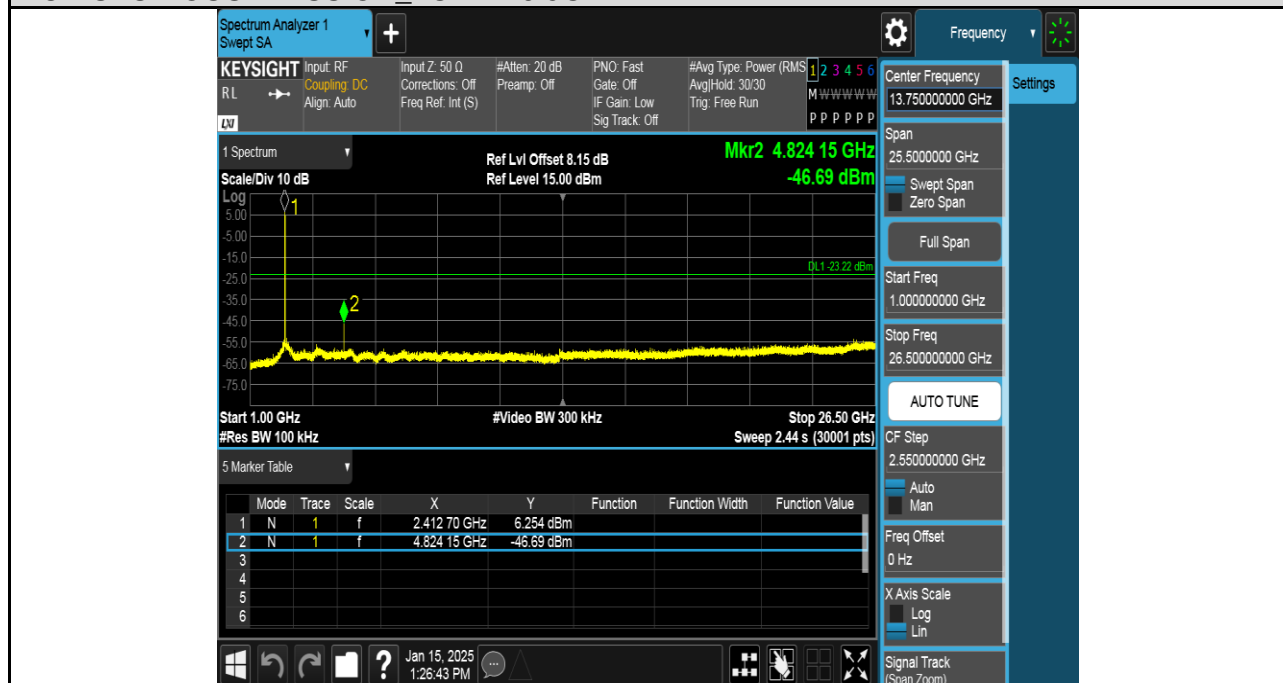 Spectrum Analyzer 1
Swept SA
+
Frequency
KEYSIGHT
RL
LXI
Input: RF
Coupling: DC
Align: Auto
Input Z: 50 Ω
Corrections: Off
Freq Ref: Int (S)
#Atten: 20 dB
Preamp: Off
PNO: Fast
Gate: Off
IF Gain: Low
Sig Track: Off
#Avg Type: Power (RMS
Avg|Hold: 30/30
Trig: Free Run
1 2 3 4 5 6
M W W W W W
P P P P P P
1 Spectrum
Scale/Div 10 dB
Ref Lvl Offset 8.15 dB
Ref Level 15.00 dBm
Mkr2 4.824 15 GHz
-46.69 dBm
Log
5.00
-5.00
-15.0
-25.0
-35.0
-45.0
-55.0
-65.0
-75.0
1
2
DL1 -23.22 dBm
Start 1.00 GHz
#Video BW 300 kHz
Stop 26.50 GHz
#Res BW 100 kHz
Sweep 2.44 s (30001 pts)
5 Marker Table
Mode Trace Scale X Y Function Function Width Function Value
1 N 1 f 2.412 70 GHz 6.254 dBm
2 N 1 f 4.824 15 GHz -46.69 dBm
3
4
5
6
?
Jan 15, 2025
1:26:43 PM
Center Frequency
13.750000000 GHz
Settings
Span
25.5000000 GHz
Swept Span
Zero Span
Full Span
Start Freq
1.000000000 GHz
Stop Freq
26.500000000 GHz
AUTO TUNE
CF Step
2.550000000 GHz
Auto
Man
Freq Offset
0 Hz
X Axis Scale
Log
Lin
Signal Track
(Span Zoom)